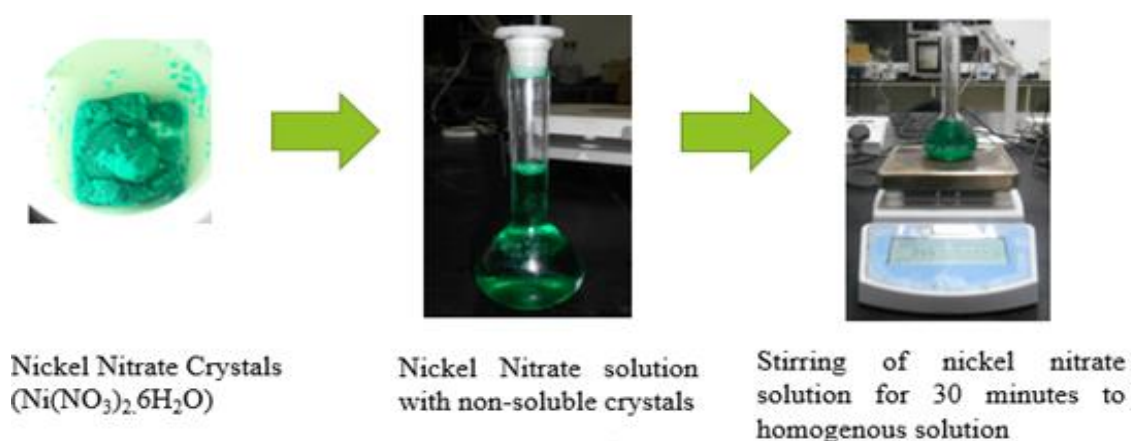 Nickel Nitrate Crystals
(Ni(NO₃)₂.6H₂O)
Nickel Nitrate solution
with non-soluble crystals
Stirring of nickel nitrate
solution for 30 minutes to
homogenous solution